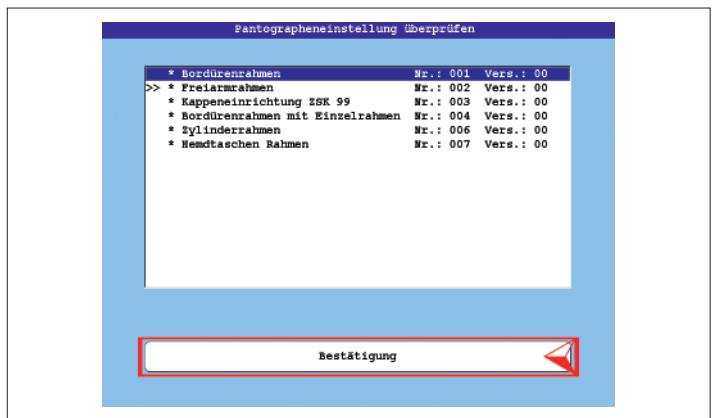 Pantographeneinstellung überprüfen
* Bordürenrahmen Nr.: 001 Vers.: 00
>> * Freiarmrahmen Nr.: 002 Vers.: 00
* Kappeneinrichtung ZSK 99 Nr.: 003 Vers.: 00
* Bordürenrahmen mit Einzelrahmen Nr.: 004 Vers.: 00
* Zylinderrahmen Nr.: 006 Vers.: 00
* Hemdtaschen Rahmen Nr.: 007 Vers.: 00
Bestätigung